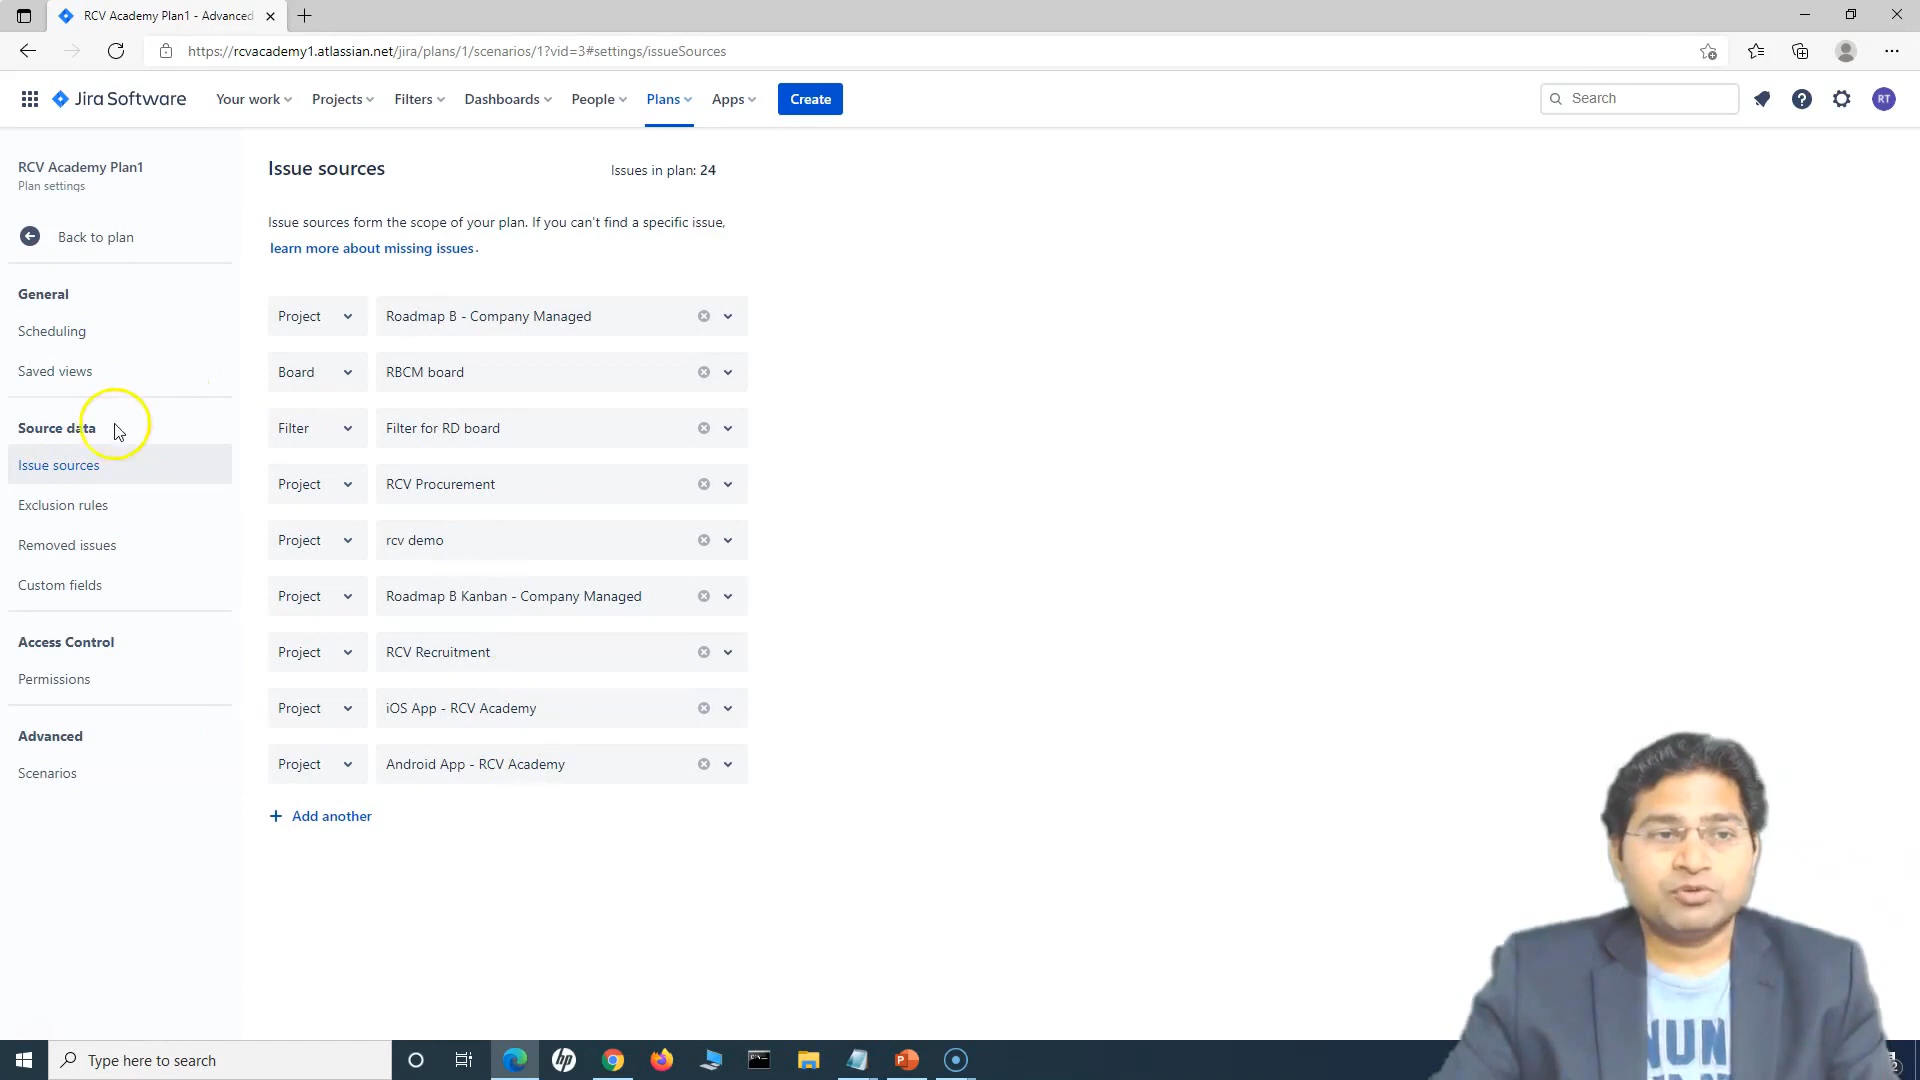 RCV Academy Plan1 - Advanced
https://rcvacademy1.atlassian.net/jira/plans/1/scenarios/1?vid=3#settings/issueSources
Jira Software
Your work
Projects
Filters
Dashboards
People
Plans
Apps
Create
Search
RT
RCV Academy Plan1
Plan settings
Back to plan
General
Scheduling
Saved views
Source data
Issue sources
Exclusion rules
Removed issues
Custom fields
Access Control
Permissions
Advanced
Scenarios
Issue sources
Issues in plan: 24
Issue sources form the scope of your plan. If you can't find a specific issue,
learn more about missing issues.
Project Roadmap B - Company Managed
Board RBCM board
Filter Filter for RD board
Project RCV Procurement
Project rcv demo
Project Roadmap B Kanban - Company Managed
Project RCV Recruitment
Project iOS App - RCV Academy
Project Android App - RCV Academy
+ Add another
Type here to search
hp